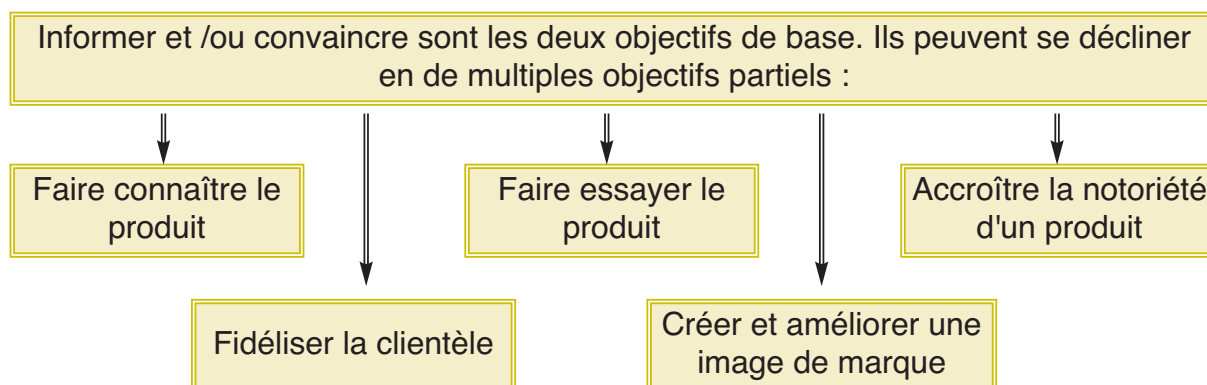 Informer et /ou convaincre sont les deux objectifs de base. Ils peuvent se décliner
en de multiples objectifs partiels :
Faire connaître le
produit
Faire essayer le
produit
Accroître la notoriété
d'un produit
Fidéliser la clientèle
Créer et améliorer une
image de marque